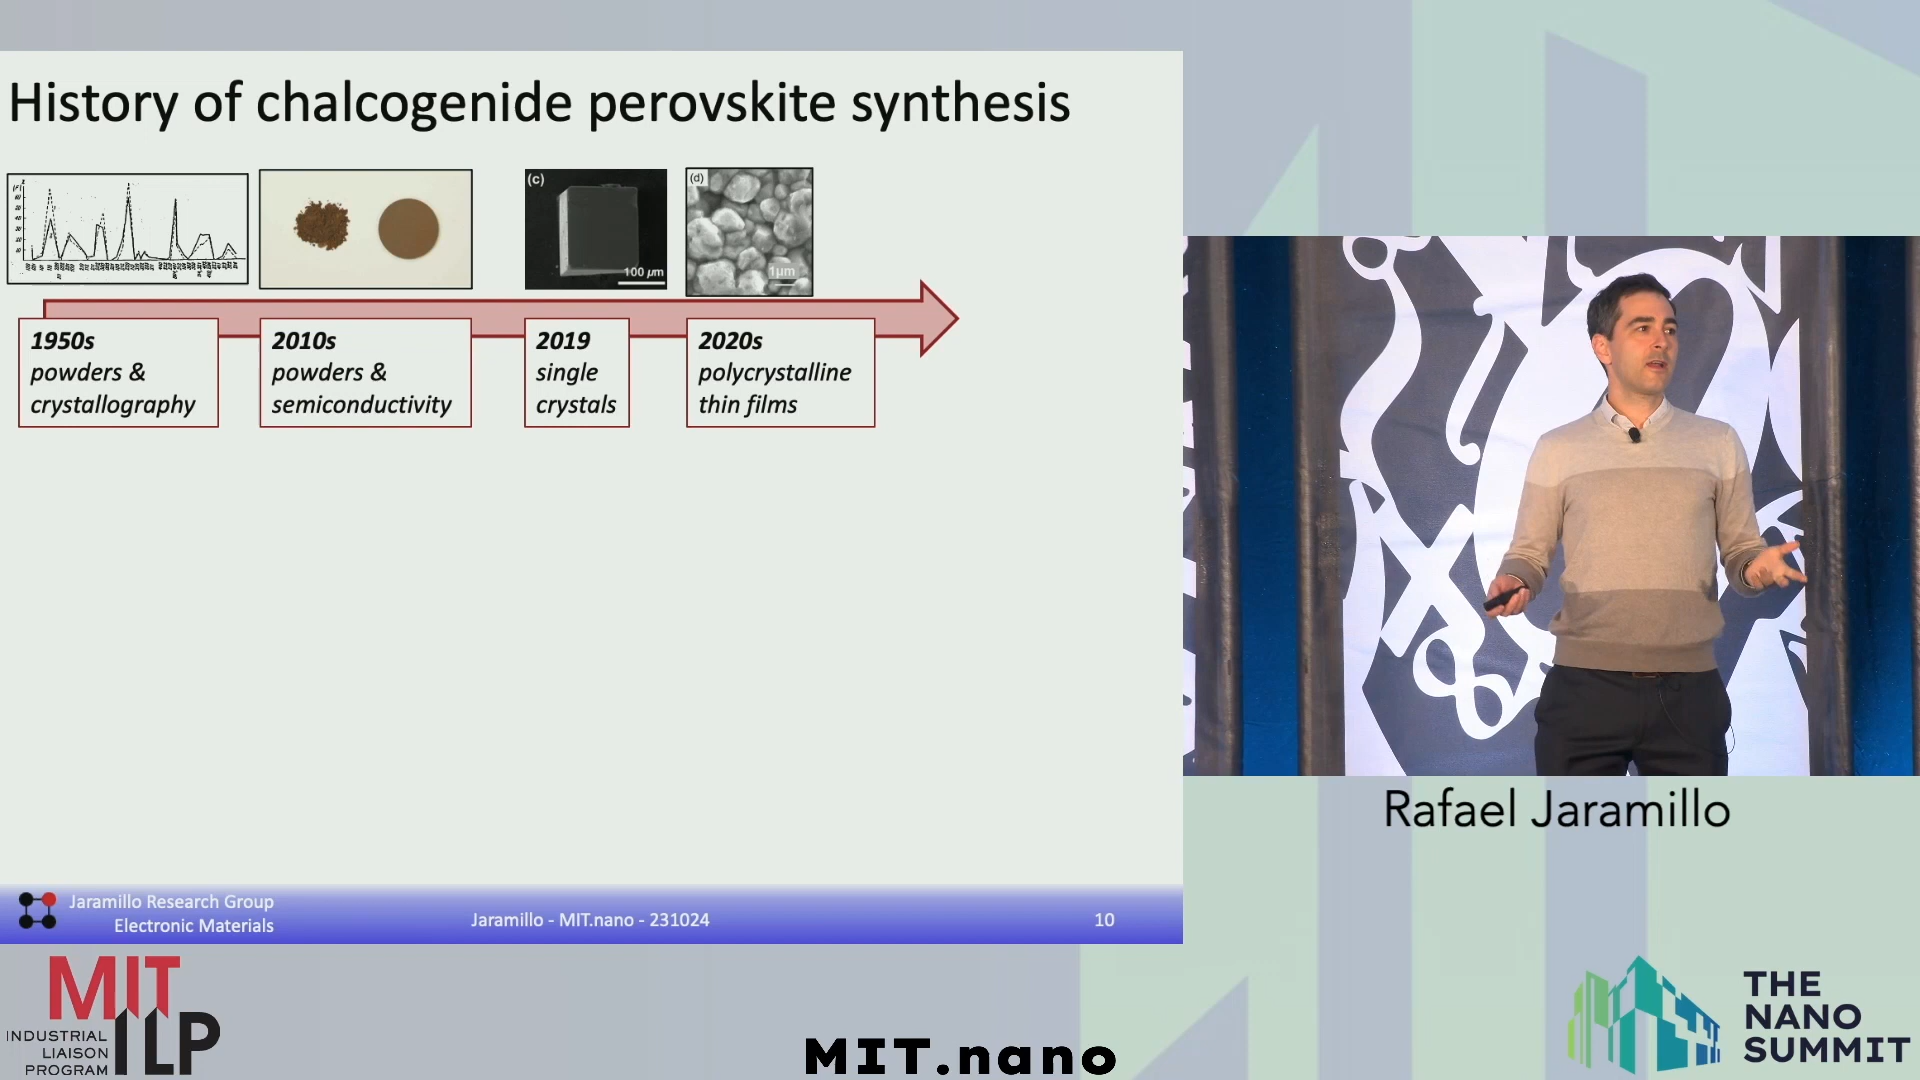 History of chalcogenide perovskite synthesis
(c)
100 µm
(d)
1µm
1950s
powders &
crystallography
2010s
powders &
semiconductivity
2019
single
crystals
2020s
polycrystalline
thin films
Jaramillo Research Group
Electronic Materials
Jaramillo - MIT.nano - 231024
10
Rafael Jaramillo
MIT
ILP
INDUSTRIAL
LIAISON
PROGRAM
MIT.nano
THE
NANO
SUMMIT